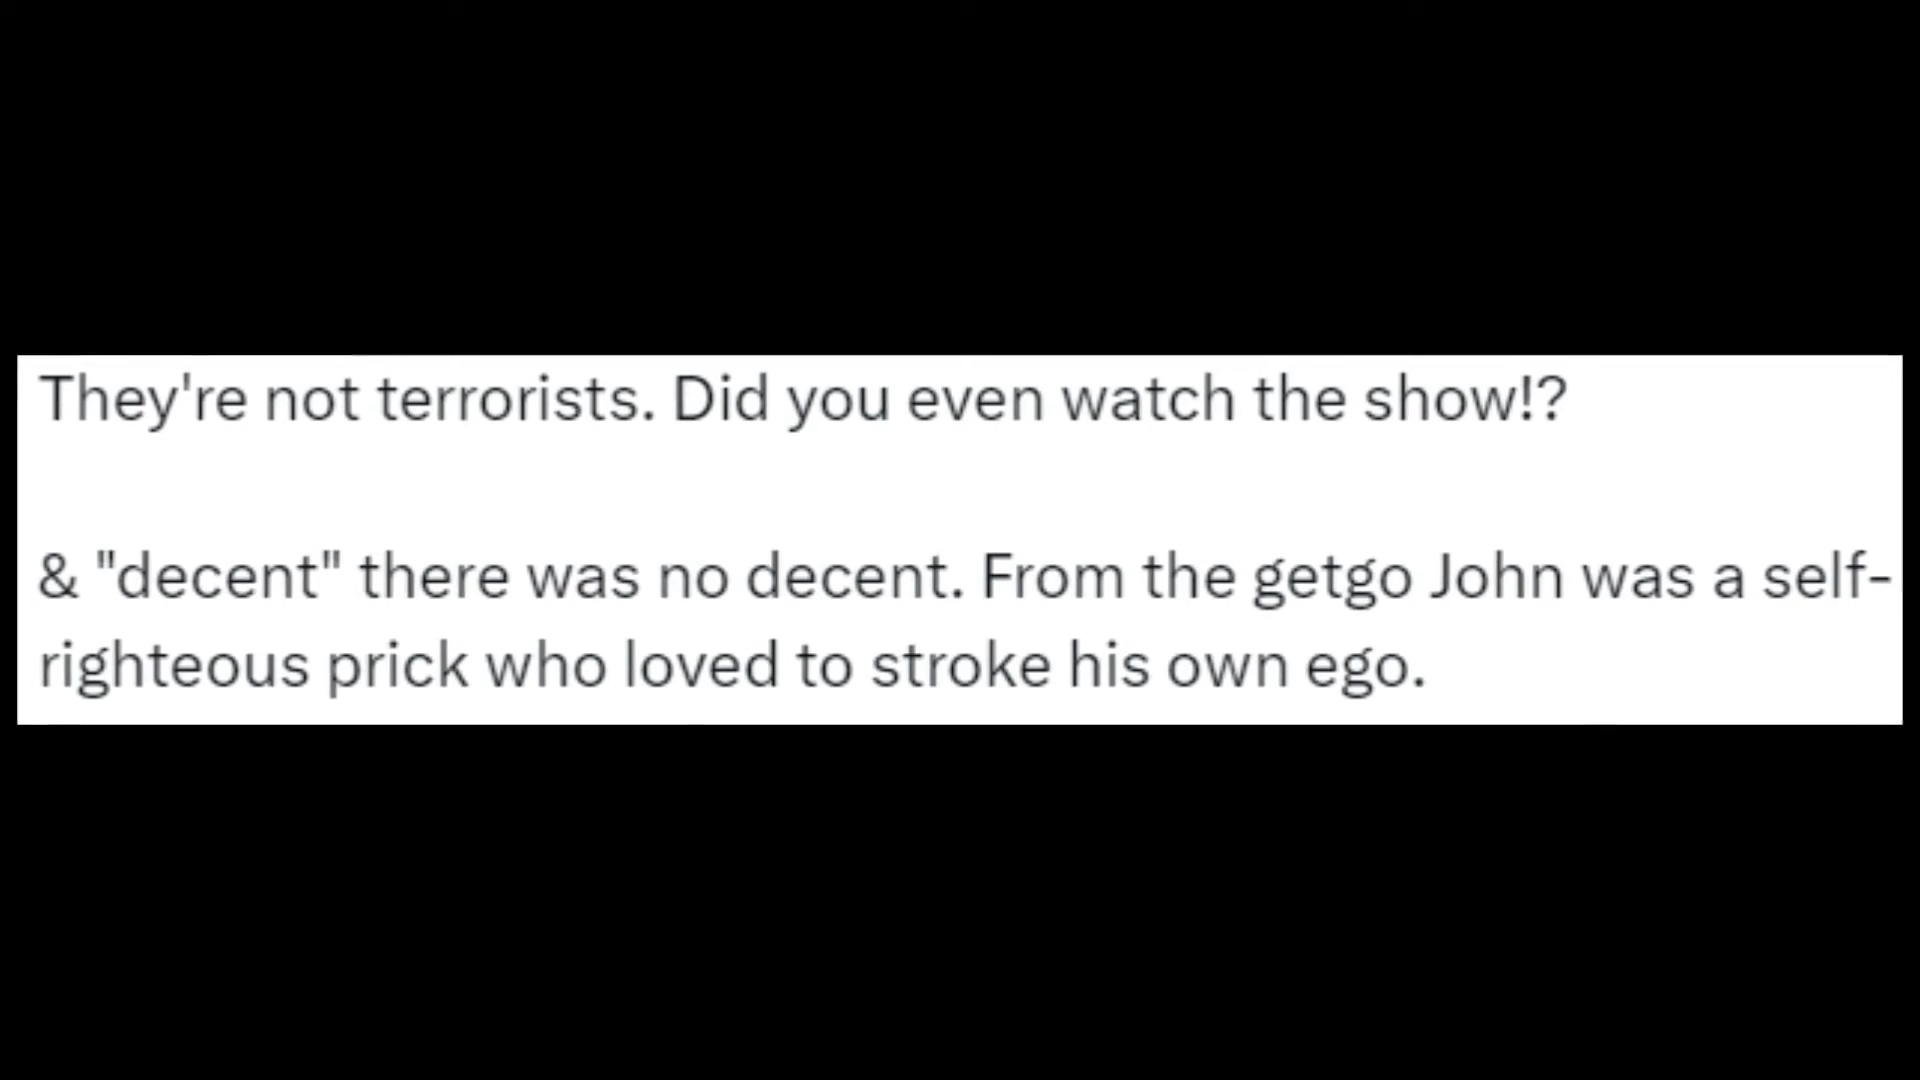 They're not terrorists. Did you even watch the show!?
& "decent" there was no decent. From the getgo John was a self-
righteous prick who loved to stroke his own ego.